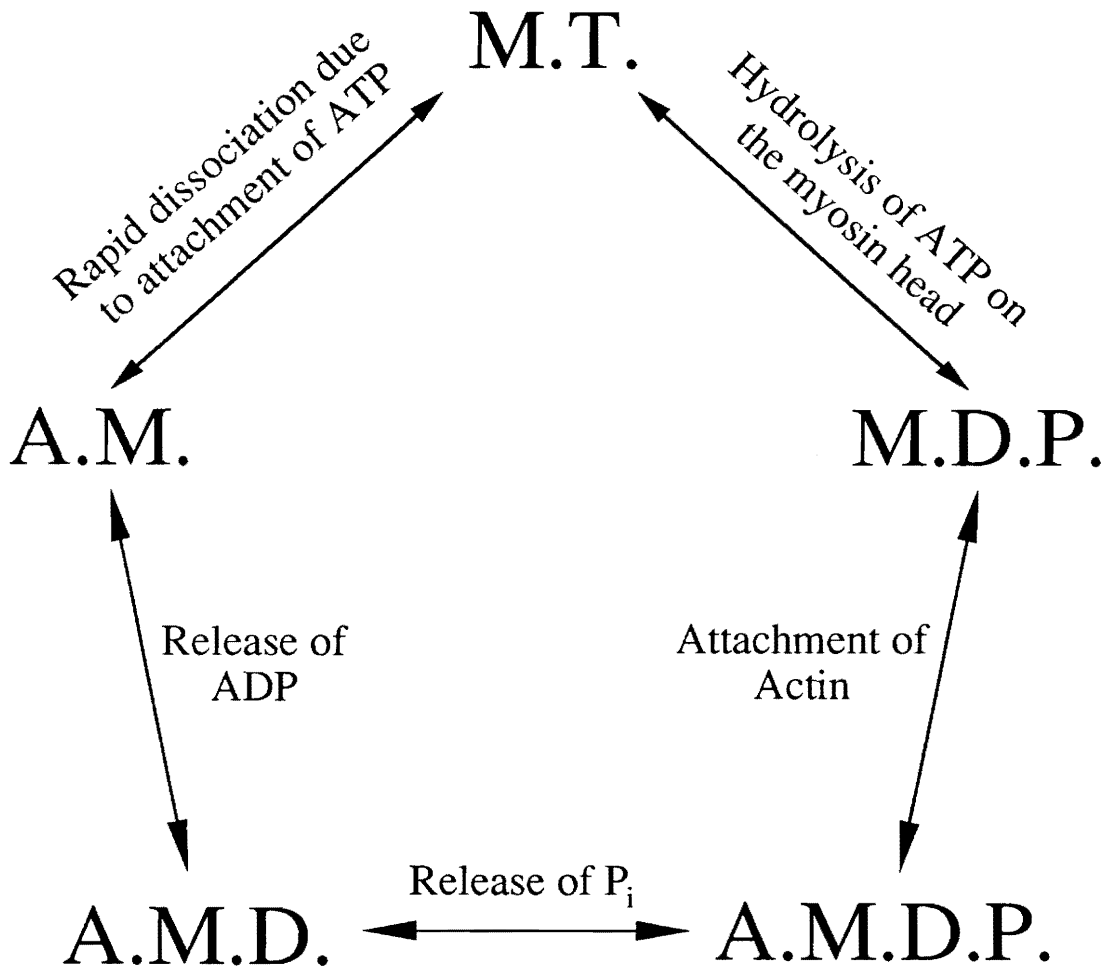 M.T.
Rapid dissociation due
to attachment of ATP
Hydrolysis of ATP on
the myosin head
A.M.
M.D.P.
Release of
ADP
Attachment of
Actin
Release of Pᵢ
A.M.D.
A.M.D.P.